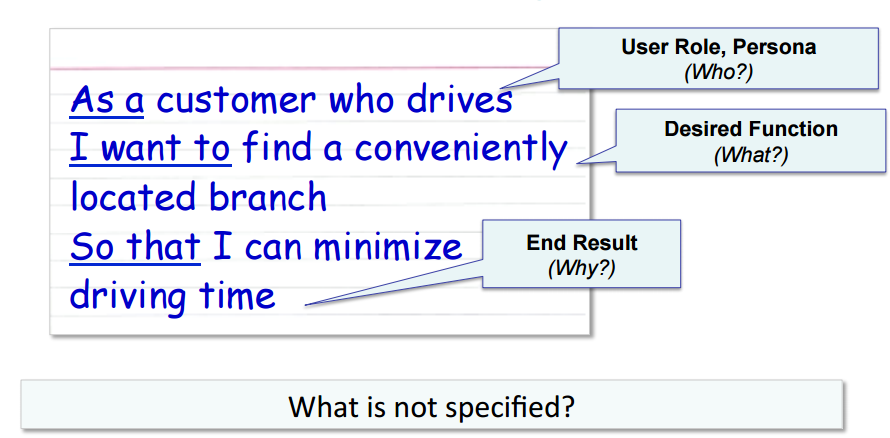 User Role, Persona
(Who?)
As a customer who drives
Desired Function
(What?)
I want to find a conveniently
located branch
So that I can minimize
driving time
End Result
(Why?)
What is not specified?